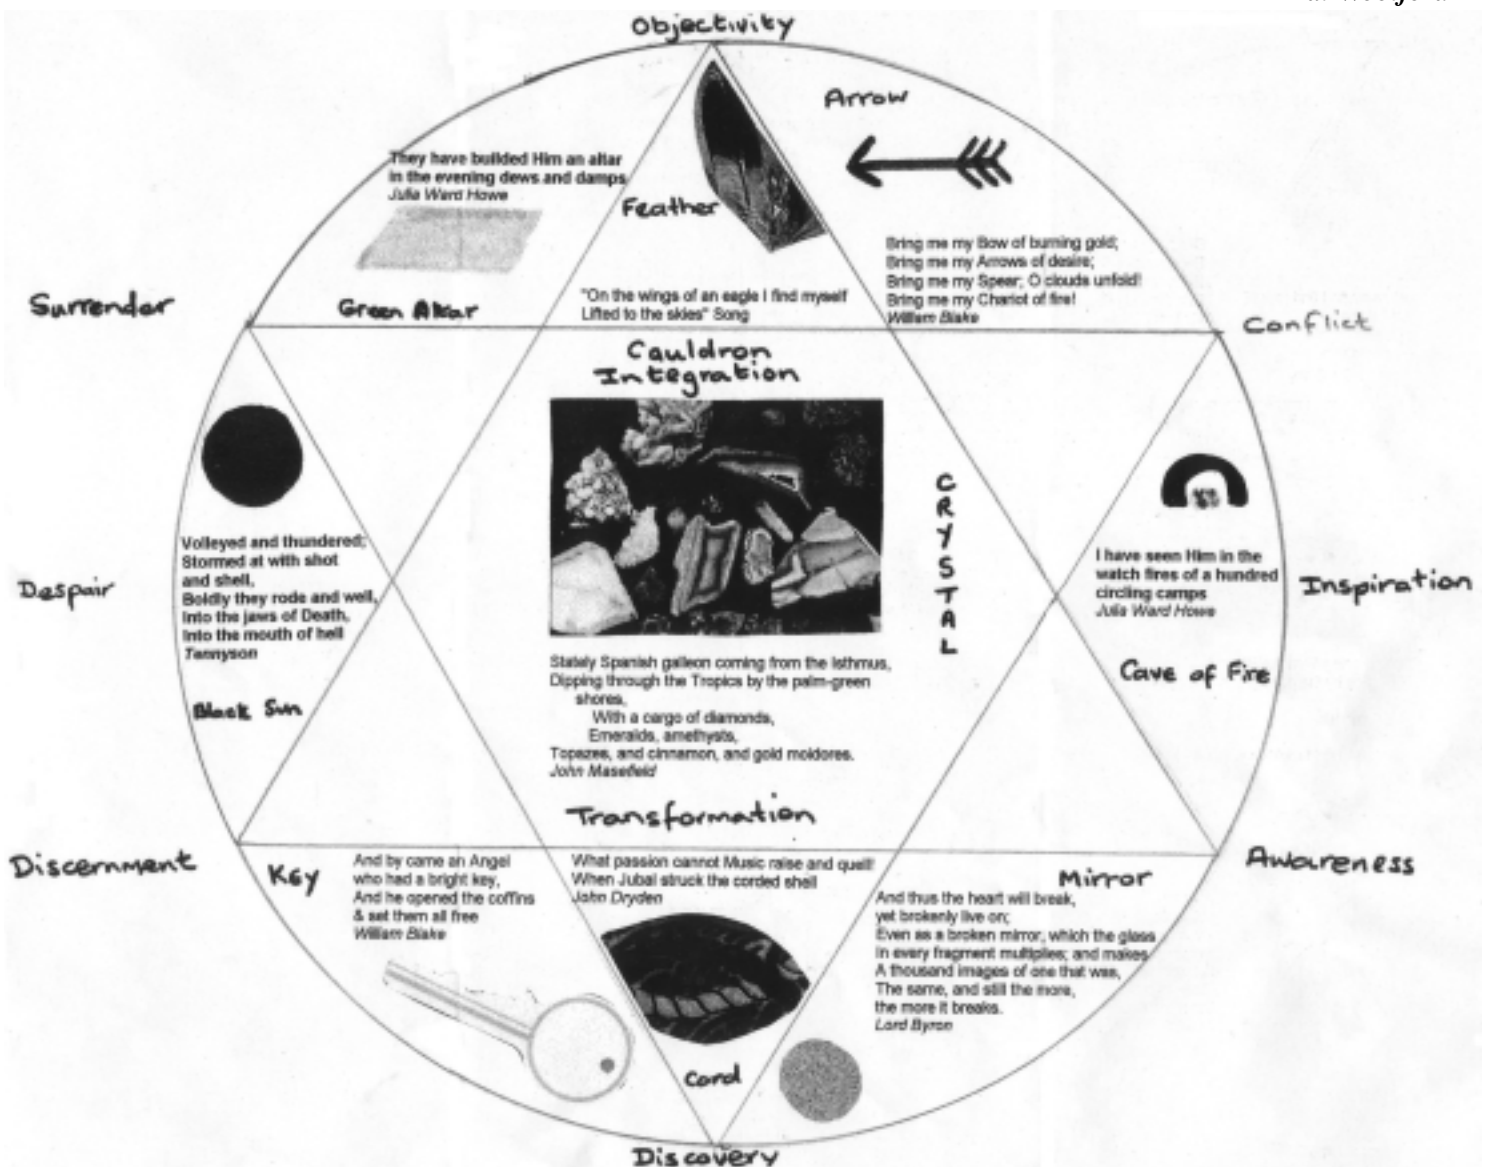 Objectivity
Arrow
They have builded Him an altar
in the evening dews and damps
Julia Ward Howe
Feather
Bring me my Bow of burning gold;
Bring me my Arrows of desire;
Bring me my Spear; O clouds unfold!
Bring me my Chariot of fire!
William Blake
"On the wings of an eagle I find myself
Lifted to the skies" Song
Surrender
Green Altar
Conflict
Cauldron
Integration
CRYSTAL
Volleyed and thundered;
Stormed at with shot
and shell,
Boldly they rode and well,
Into the jaws of Death,
Into the mouth of hell
Tennyson
Despair
Black Sun
I have seen Him in the
watch fires of a hundred
circling camps
Julia Ward Howe
Inspiration
Cave of Fire
Stately Spanish galleon coming from the Isthmus,
Dipping through the Tropics by the palm-green
shores,
With a cargo of diamonds,
Emeralds, amethysts,
Topazes, and cinnamon, and gold moidores.
John Masefield
Transformation
Discernment
Key
And by came an Angel
who had a bright key,
And he opened the coffins
& set them all free
William Blake
What passion cannot Music raise and quell!
When Jubal struck the corded shell
John Dryden
Mirror
Awareness
And thus the heart will break,
yet brokenly live on;
Even as a broken mirror, which the glass
In every fragment multiplies; and makes
A thousand images of one that was,
The same, and still the more,
the more it breaks.
Lord Byron
Cord
Discovery